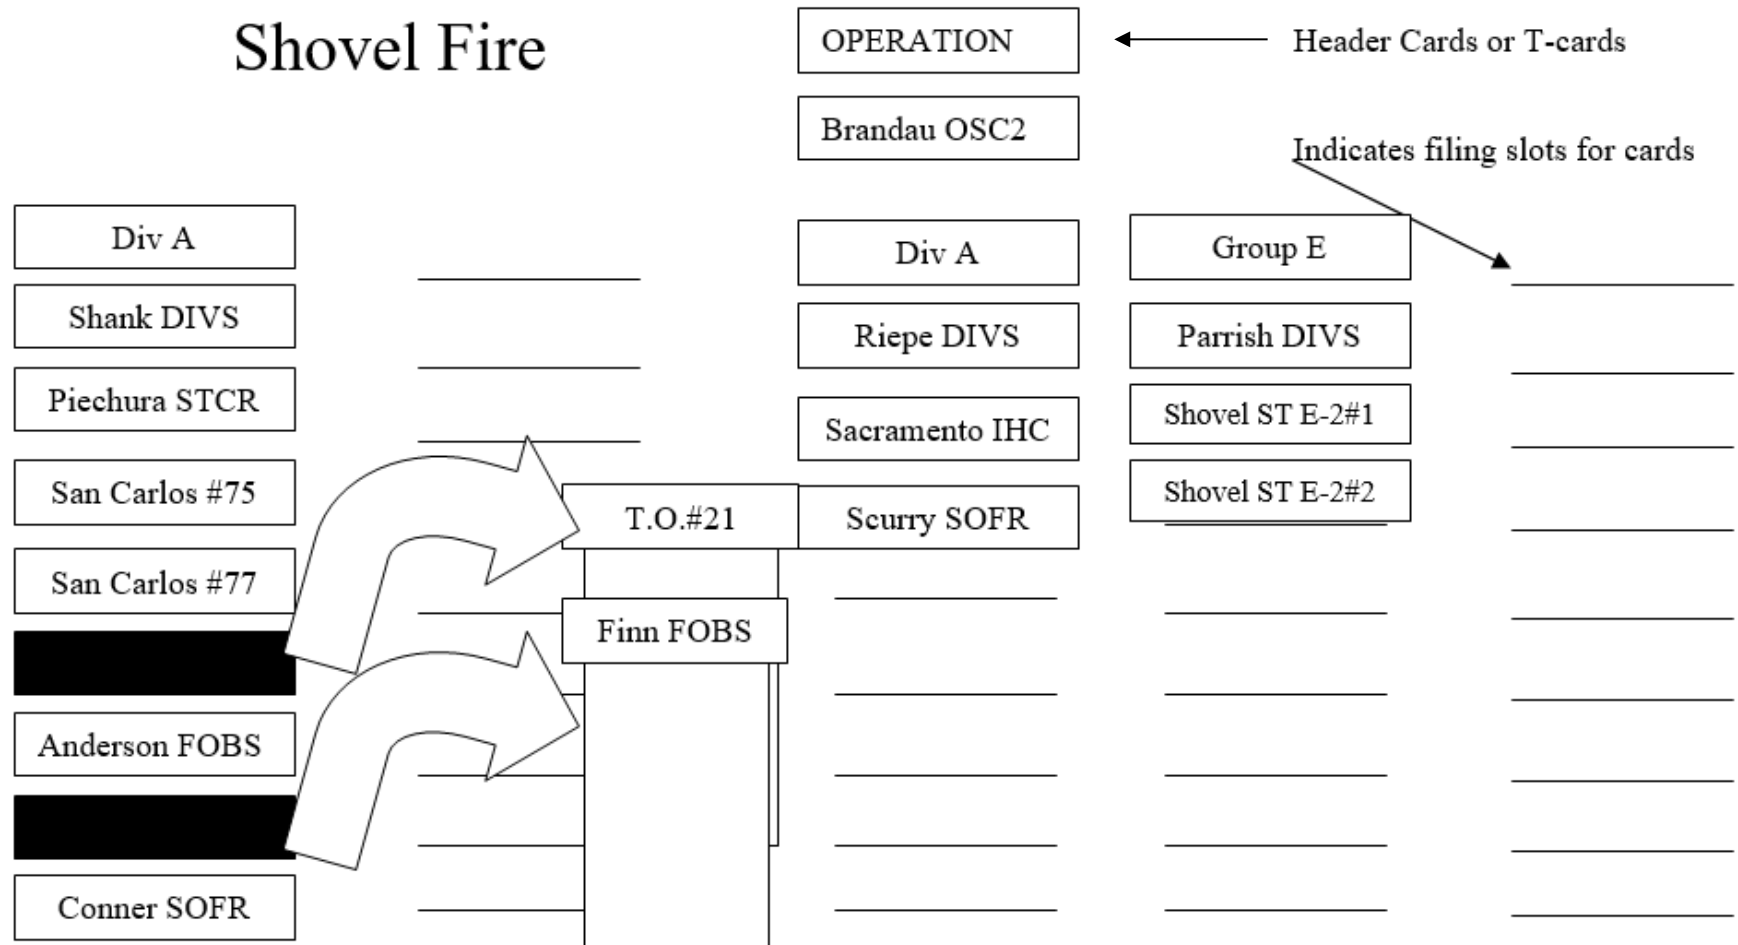 Shovel Fire
OPERATION
Header Cards or T-cards
Brandau OSC2
Indicates filing slots for cards
Div A
Shank DIVS
Piechura STCR
San Carlos #75
San Carlos #77
Anderson FOBS
Conner SOFR
T.O.#21
Finn FOBS
Div A
Riepe DIVS
Sacramento IHC
Scurry SOFR
Group E
Parrish DIVS
Shovel ST E-2#1
Shovel ST E-2#2